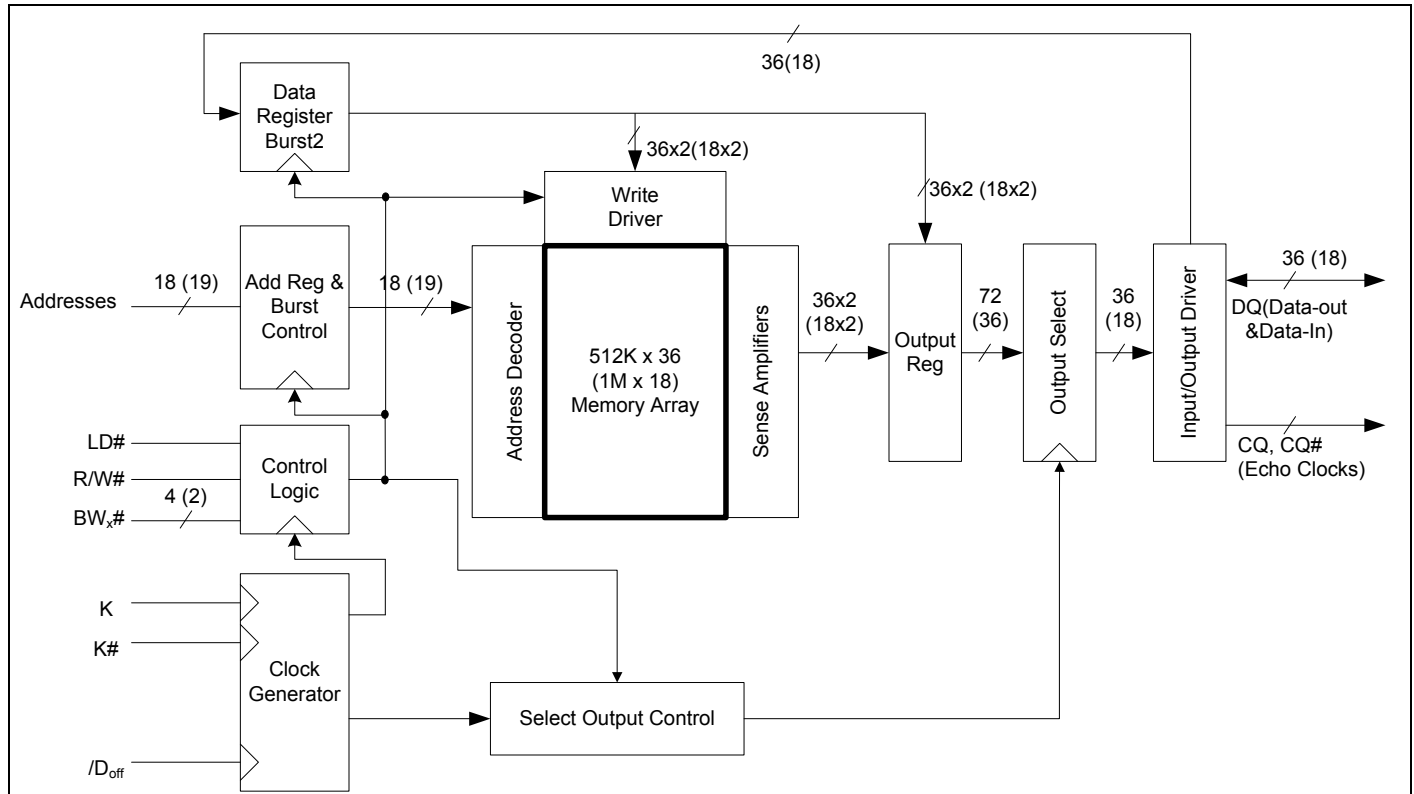 36(18)
Data
Register
Burst2
36x2(18x2)
36x2 (18x2)
Write
Driver
Addresses
18 (19)
Add Reg &
Burst
Control
18 (19)
Address Decoder
512K x 36
(1M x 18)
Memory Array
Sense Amplifiers
36x2
(18x2)
Output
Reg
72
(36)
Output Select
36
(18)
Input/Output Driver
36 (18)
DQ(Data-out
&Data-In)
CQ, CQ#
(Echo Clocks)
LD#
R/W#
BWx#
4 (2)
Control
Logic
K
K#
/Doff
Clock
Generator
Select Output Control